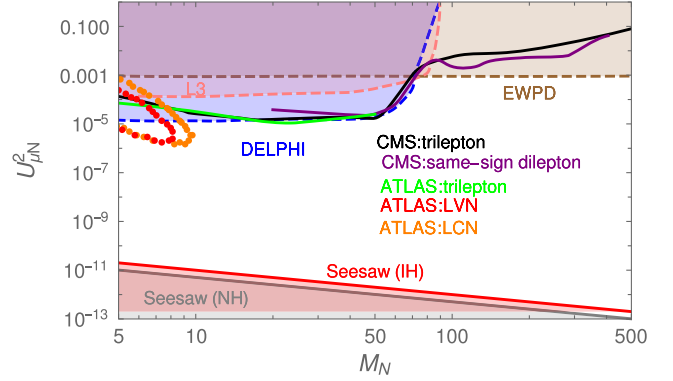 0.100
0.001
10^-5
10^-7
10^-9
10^-11
10^-13
U²μN
L3
EWPD
DELPHI
CMS:trilepton
CMS:same-sign dilepton
ATLAS:trilepton
ATLAS:LVN
ATLAS:LCN
Seesaw (IH)
Seesaw (NH)
5 10 50 100 500
M_N